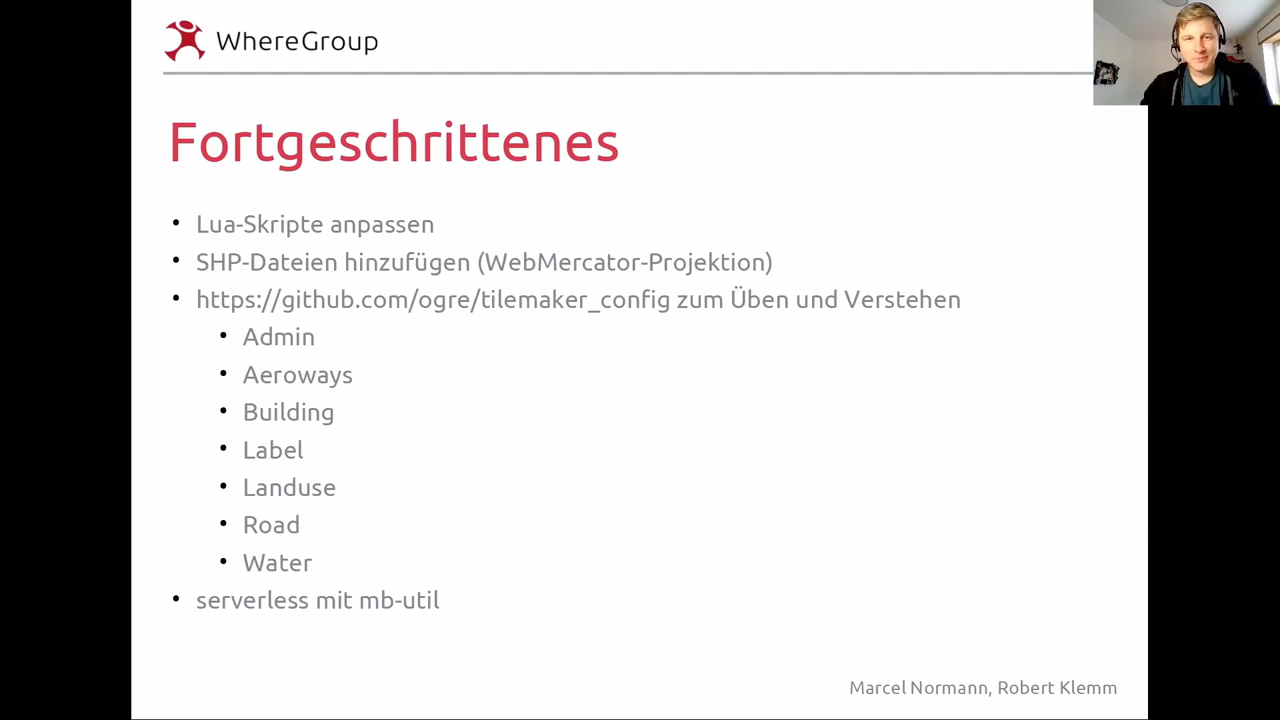 WhereGroup
Fortgeschrittenes
• Lua-Skripte anpassen
• SHP-Dateien hinzufügen (WebMercator-Projektion)
• https://github.com/ogre/tilemaker_config zum Üben und Verstehen
• Admin
• Aeroways
• Building
• Label
• Landuse
• Road
• Water
• serverless mit mb-util
Marcel Normann, Robert Klemm